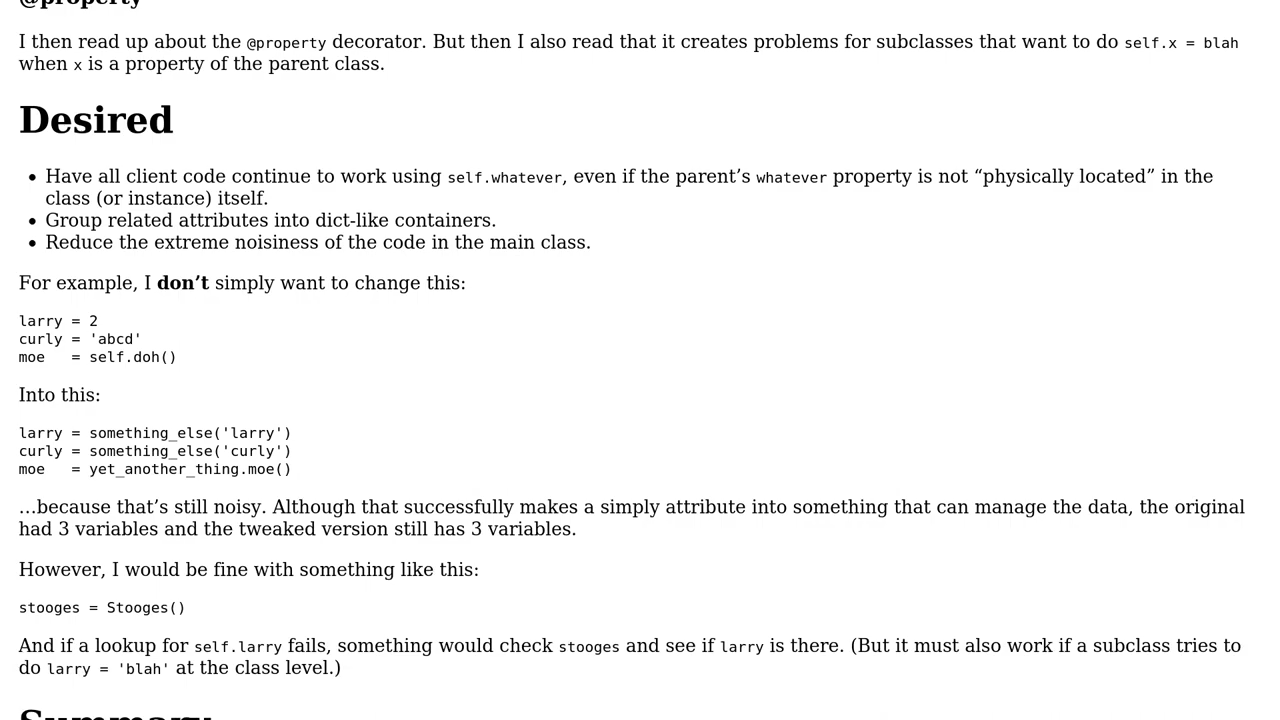 @property
I then read up about the @property decorator. But then I also read that it creates problems for subclasses that want to do self.x = blah
when x is a property of the parent class.
Desired
• Have all client code continue to work using self.whatever, even if the parent’s whatever property is not “physically located” in the
class (or instance) itself.
• Group related attributes into dict-like containers.
• Reduce the extreme noisiness of the code in the main class.
For example, I don’t simply want to change this:
larry = 2
curly = 'abcd'
moe   = self.doh()
Into this:
larry = something_else('larry')
curly = something_else('curly')
moe   = yet_another_thing.moe()
…because that’s still noisy. Although that successfully makes a simply attribute into something that can manage the data, the original
had 3 variables and the tweaked version still has 3 variables.
However, I would be fine with something like this:
stooges = Stooges()
And if a lookup for self.larry fails, something would check stooges and see if larry is there. (But it must also work if a subclass tries to
do larry = 'blah' at the class level.)
Summary